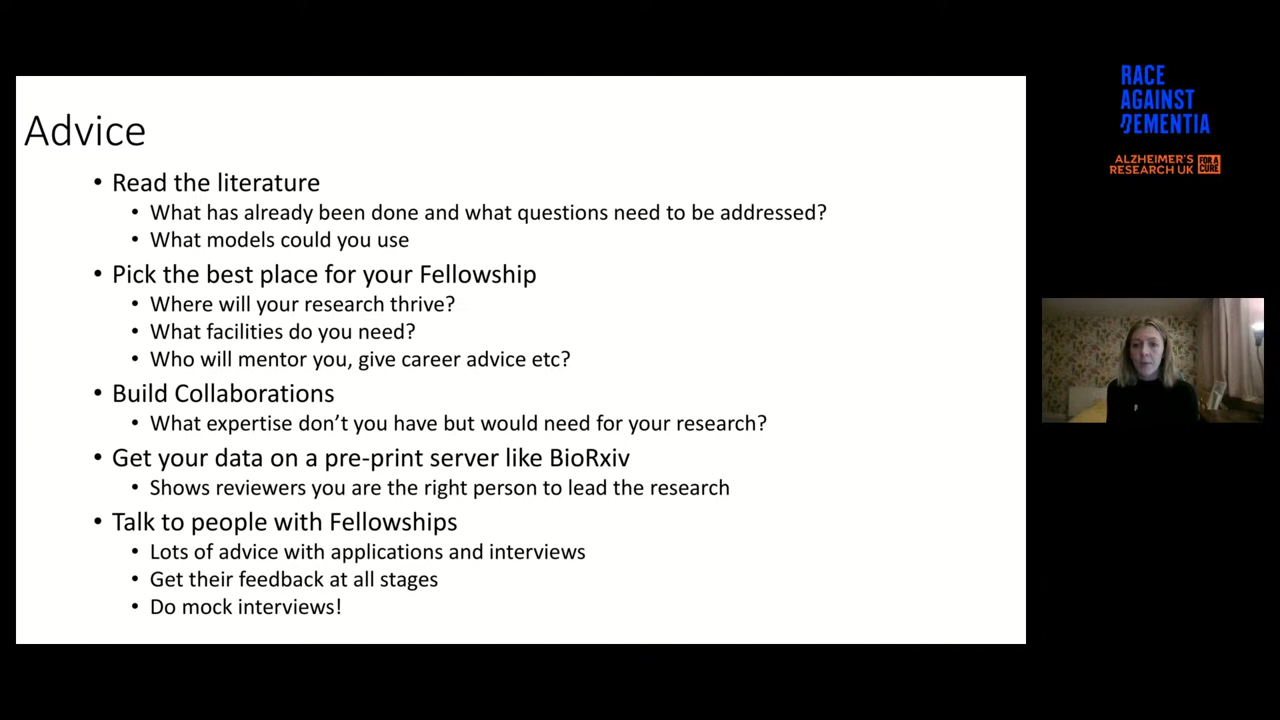 Advice
• Read the literature
• What has already been done and what questions need to be addressed?
• What models could you use
• Pick the best place for your Fellowship
• Where will your research thrive?
• What facilities do you need?
• Who will mentor you, give career advice etc?
• Build Collaborations
• What expertise don’t you have but would need for your research?
• Get your data on a pre-print server like BioRxiv
• Shows reviewers you are the right person to lead the research
• Talk to people with Fellowships
• Lots of advice with applications and interviews
• Get their feedback at all stages
• Do mock interviews!
RACE
AGAINST
DEMENTIA
ALZHEIMER'S
RESEARCH UK
FOR A
CURE